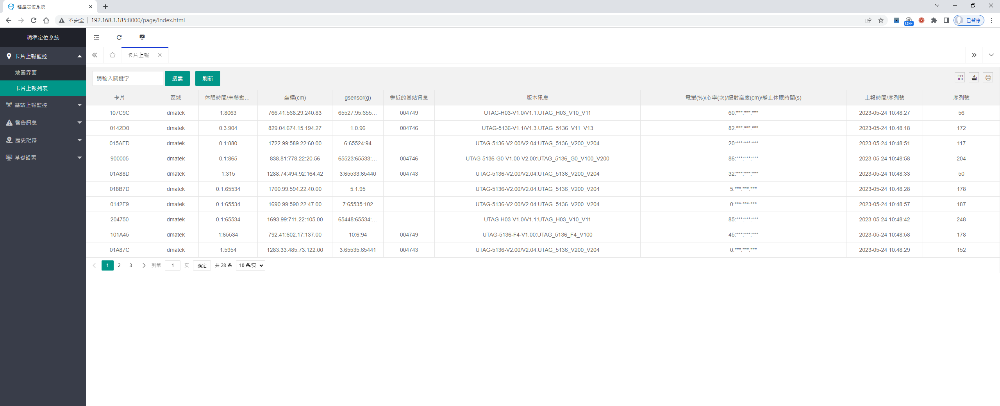 精準定位系統
不安全 192.168.1.185:8000/page/index.html
OFF
已暫停
精準定位系統
卡片上報監控
地圖界面
卡片上報列表
基站上報監控
警告訊息
歷史記錄
基礎設置
卡片上報
請輸入關鍵字 搜索 刷新
卡片 區域 休眠時間/未移動... 坐標(cm) gsensor(g) 靠近的基站讯息 版本讯息 電量(%)/心率(次)/絕對高度(cm)/靜止休眠時間(s) 上報時間/序列號 序列號
107C9C dmatek 1:8063 766.41:568.29:240.83 65527:95:655... 004749 UTAG-H03-V1.0/V1.1:UTAG_H03_V10_V11 60:***:***:*** 2023-05-24 10:48:27 56
0142D0 dmatek 0.3:904 829.04:674.15:194.27 1:0:96 004746 UTAG-5136-V1.1/V1.3:UTAG_5136_V11_V13 82:***:***:*** 2023-05-24 10:48:18 172
015AFD dmatek 0.1:880 1722.99:589.22:60.00 6:65524:94 UTAG-5136-V2.00/V2.04:UTAG_5136_V200_V204 20:***:***:*** 2023-05-24 10:48:51 117
900005 dmatek 0.1:865 838.81:778.22:20.56 65523:65533:... 004746 UTAG-5136-G0-V1.00-V2.00:UTAG_5136_G0_V100_V200 86:***:***:*** 2023-05-24 10:48:58 204
01A88D dmatek 1:315 1288.74:494.92:164.42 3:65533:65440 004743 UTAG-5136-V2.00/V2.04:UTAG_5136_V200_V204 32:***:***:*** 2023-05-24 10:48:33 50
018B7D dmatek 0.1:65534 1700.99:594.22:40.00 5:1:95 UTAG-5136-V2.00/V2.04:UTAG_5136_V200_V204 5:***:***:*** 2023-05-24 10:48:28 178
0142F9 dmatek 0.1:65534 1690.99:590.22:47.00 7:65535:102 UTAG-5136-V2.00/V2.04:UTAG_5136_V200_V204 0:***:***:*** 2023-05-24 10:48:57 187
204750 dmatek 0.1:65534 1693.99:711.22:105.00 65448:65534:... UTAG-H03-V1.0/V1.1:UTAG_H03_V10_V11 85:***:***:*** 2023-05-24 10:48:42 248
101A45 dmatek 1:65534 792.41:602.17:137.00 10:6:94 004749 UTAG-5136-F4-V1.00:UTAG_5136_F4_V100 45:***:***:*** 2023-05-24 10:48:58 178
01A87C dmatek 1:5954 1283.33:485.73:122.00 3:65535:65441 004743 UTAG-5136-V2.00/V2.04:UTAG_5136_V200_V204 0:***:***:*** 2023-05-24 10:48:29 152
1 2 3 到第 1 页 确定 共 28 条 10 条/页